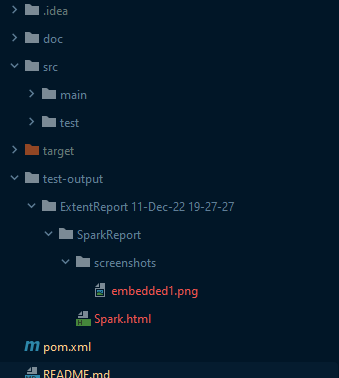 .idea
doc
src
main
test
target
test-output
ExtentReport 11-Dec-22 19-27-27
SparkReport
screenshots
embedded1.png
Spark.html
m pom.xml
README.md